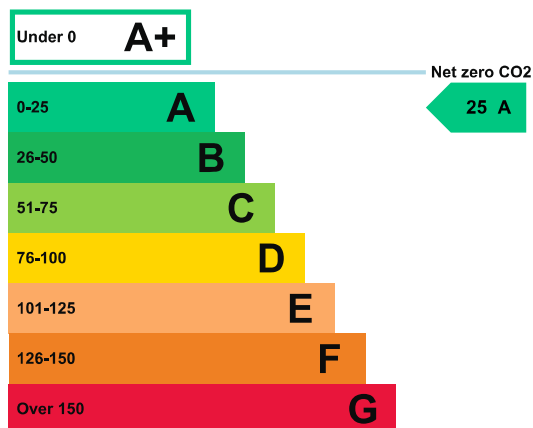 Under 0 A+
Net zero CO2
0-25 A
25 A
26-50 B
51-75 C
76-100 D
101-125 E
126-150 F
Over 150 G